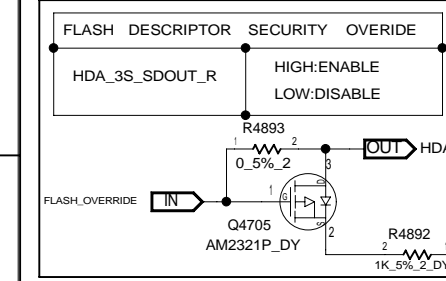 FLASH DESCRIPTOR SECURITY OVERIDE
HDA_3S_SDOUT_R
HIGH:ENABLE
LOW:DISABLE
R4893
1
2
0_5%_2
OUT
HDA
3
D
FLASH_OVERRIDE
IN
1
G
S
Q4705
AM2321P_DY
2
R4892
2
1K_5%_2_DY